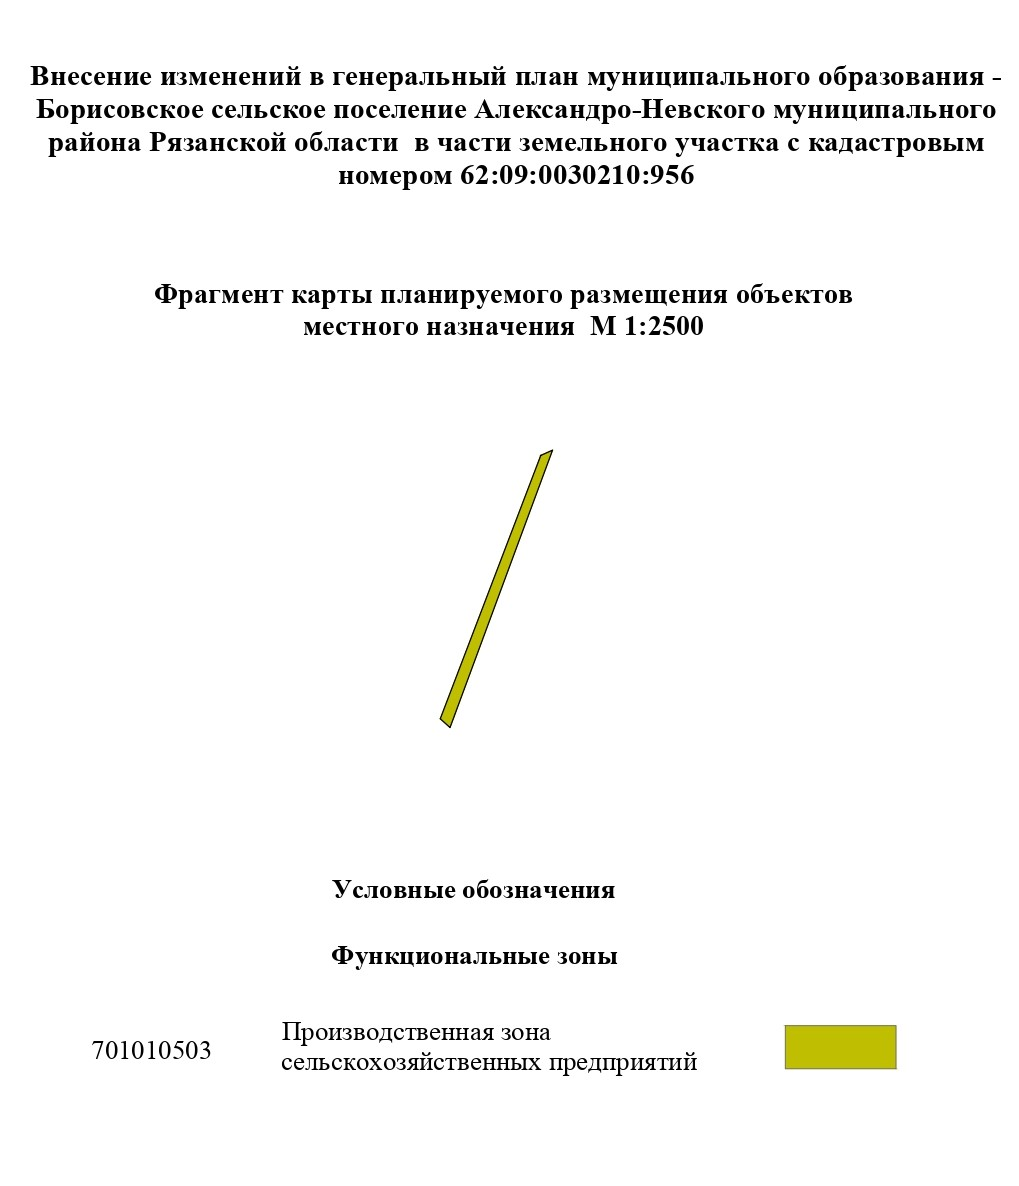 Внесение изменений в генеральный план муниципального образования -
Борисовское сельское поселение Александро-Невского муниципального
района Рязанской области  в части земельного участка с кадастровым
номером 62:09:0030210:956
Фрагмент карты планируемого размещения объектов
местного назначения  М 1:2500
Условные обозначения
Функциональные зоны
701010503
Производственная зона
сельскохозяйственных предприятий